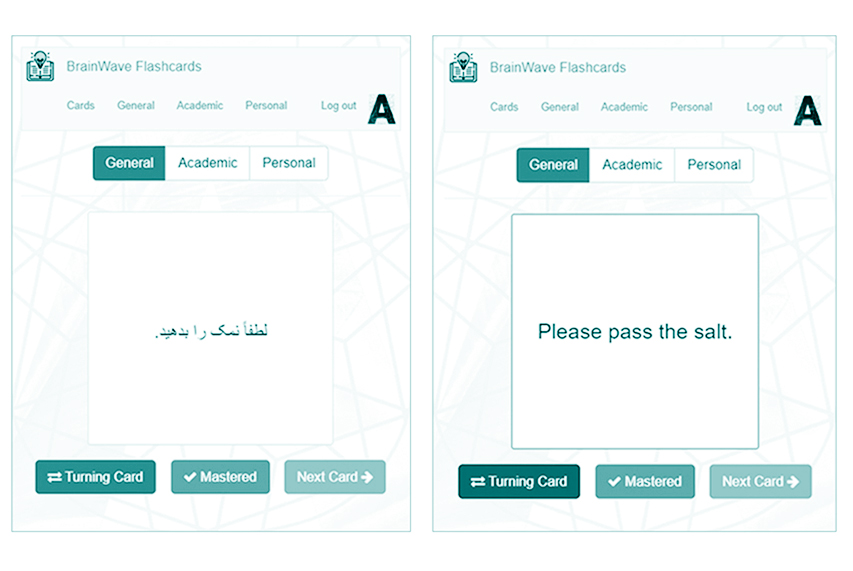 BrainWave Flashcards
Cards General Academic Personal Log out A
General Academic Personal
لطفاً نمک را بدهید.
Turning Card Mastered Next Card
BrainWave Flashcards
Cards General Academic Personal Log out A
General Academic Personal
Please pass the salt.
Turning Card Mastered Next Card